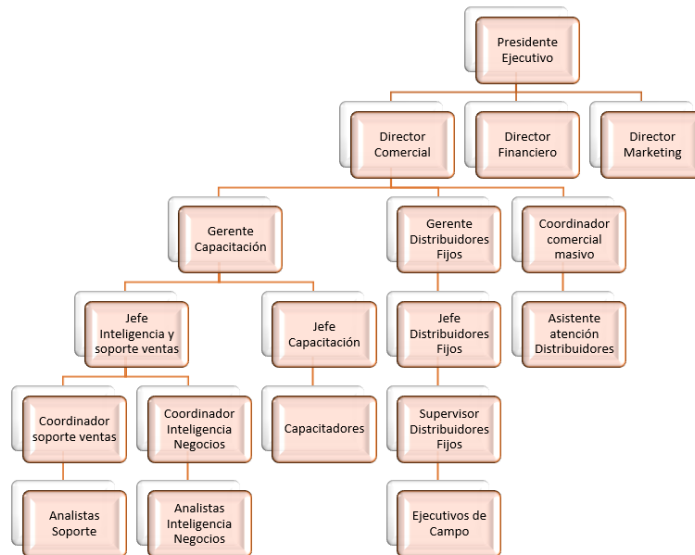 Presidente
Ejecutivo
Director
Comercial
Director
Financiero
Director
Marketing
Gerente
Capacitación
Gerente
Distribuidores
Fijos
Coordinador
comercial
masivo
Jefe
Inteligencia y
soporte ventas
Jefe
Capacitación
Jefe
Distribuidores
Fijos
Asistente
atención
Distribuidores
Coordinador
soporte ventas
Coordinador
Inteligencia
Negocios
Capacitadores
Supervisor
Distribuidores
Fijos
Analistas
Soporte
Analistas
Inteligencia
Negocios
Ejecutivos de
Campo